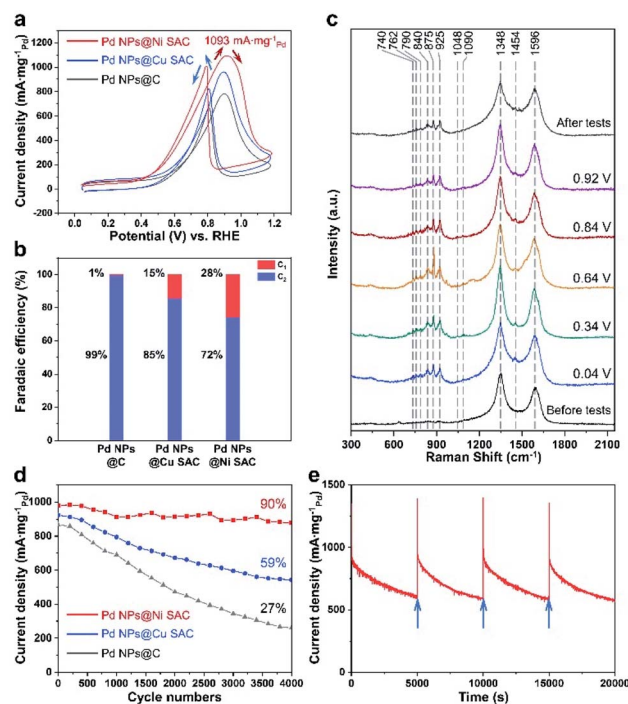 a
Current density (mA·mg⁻¹Pd)
1200
1000
800
600
400
200
0
-200
Pd NPs@Ni SAC
Pd NPs@Cu SAC
Pd NPs@C
1093 mA·mg⁻¹Pd
0.0 0.2 0.4 0.6 0.8 1.0 1.2
Potential (V) vs. RHE
b
Faradaic efficiency (%)
100
80
60
40
20
0
C₁
C₂
1% 15% 28%
99% 85% 72%
Pd NPs @C
Pd NPs @Cu SAC
Pd NPs @Ni SAC
c
740
762
790
840
875
925
1048
1090
1348
1454
1596
Intensity (a.u.)
After tests
0.92 V
0.84 V
0.64 V
0.34 V
0.04 V
Before tests
300 600 900 1200 1500 1800 2100
Raman Shift (cm⁻¹)
d
Current density (mA·mg⁻¹Pd)
1000
800
600
400
200
0
90%
59%
27%
Pd NPs@Ni SAC
Pd NPs@Cu SAC
Pd NPs@C
0 500 1000 1500 2000 2500 3000 3500 4000
Cycle numbers
e
Current density (mA·mg⁻¹Pd)
1500
1000
500
0
0 5000 10000 15000 20000
Time (s)